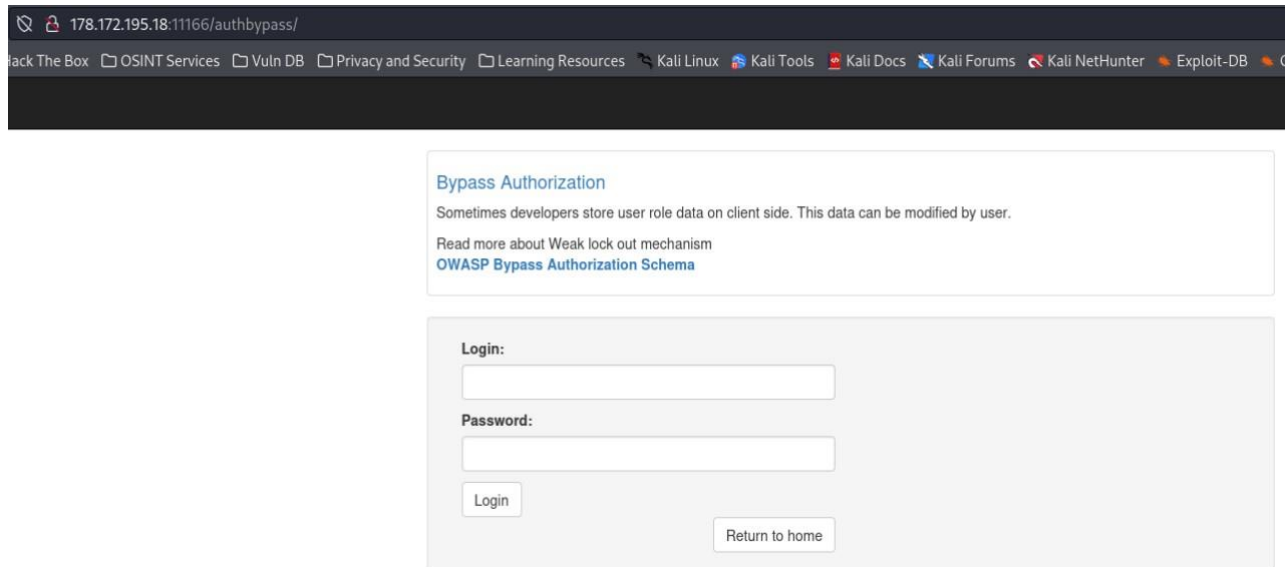 178.172.195.18:11166/authbypass/
Hack The Box OSINT Services Vuln DB Privacy and Security Learning Resources Kali Linux Kali Tools Kali Docs Kali Forums Kali NetHunter Exploit-DB
Bypass Authorization
Sometimes developers store user role data on client side. This data can be modified by user.
Read more about Weak lock out mechanism
OWASP Bypass Authorization Schema
Login:
Password:
Login
Return to home